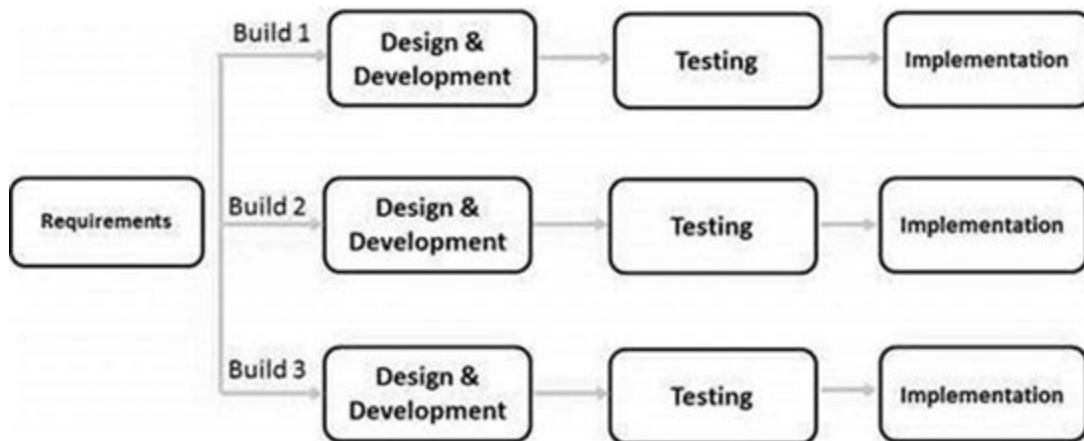 Build 1
Design &
Development
Testing
Implementation
Requirements
Build 2
Design &
Development
Testing
Implementation
Build 3
Design &
Development
Testing
Implementation